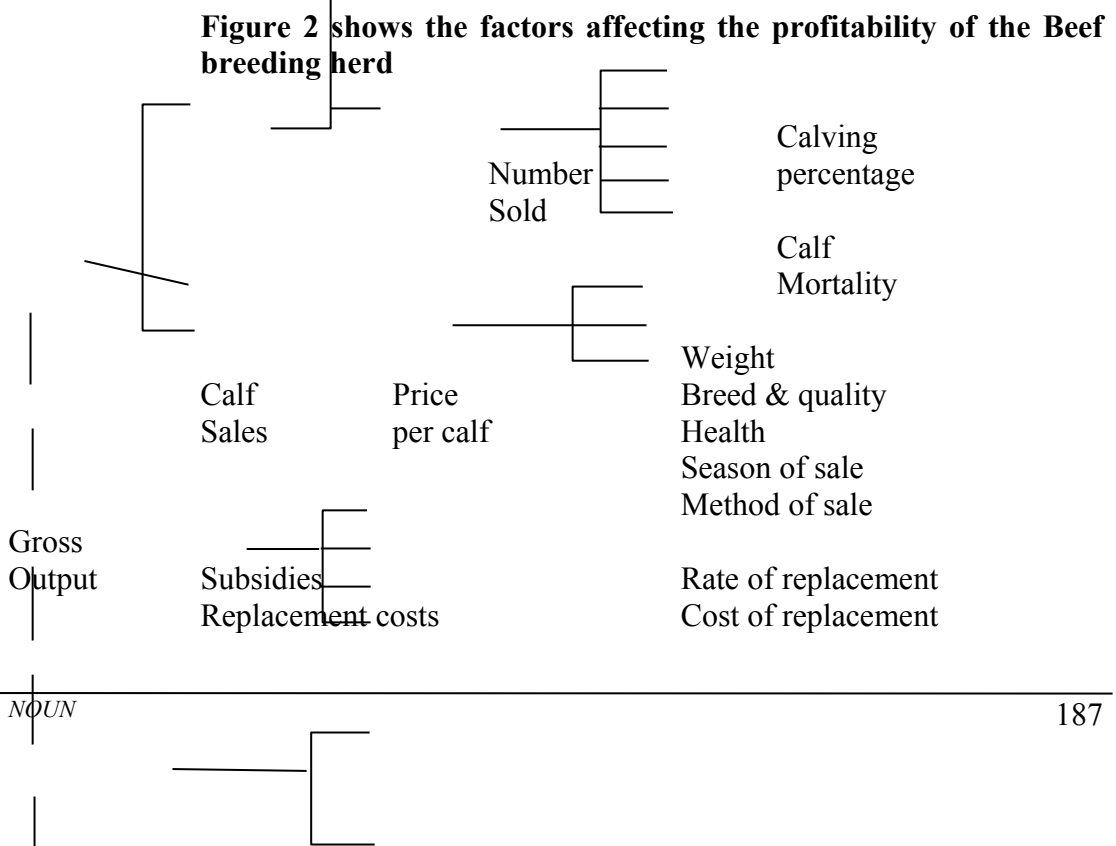 Figure 2 shows the factors affecting the profitability of the Beef
breeding herd
Calving
Number percentage
Sold
Calf
Mortality
Weight
Calf Price Breed & quality
Sales per calf Health
Season of sale
Method of sale
Gross
Output Subsidies Rate of replacement
Replacement costs Cost of replacement
NOUN 187